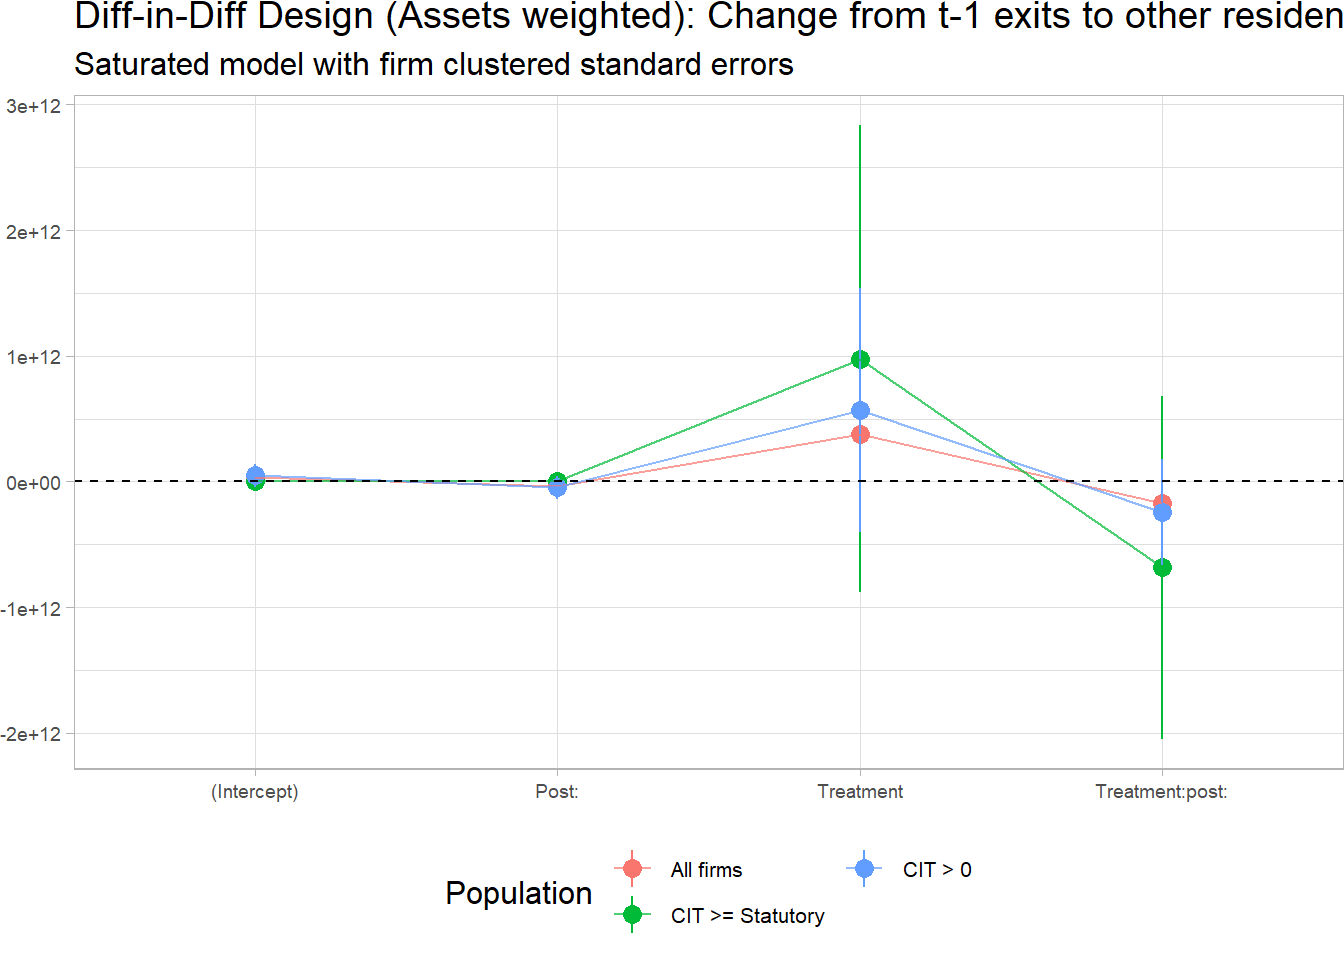 Diff-in-Diff Design (Assets weighted): Change from t-1 exits to other residen
Saturated model with firm clustered standard errors
3e+12
2e+12
1e+12
0e+00
-1e+12
-2e+12
(Intercept) Post: Treatment Treatment:post:
Population
All firms CIT > 0
CIT >= Statutory